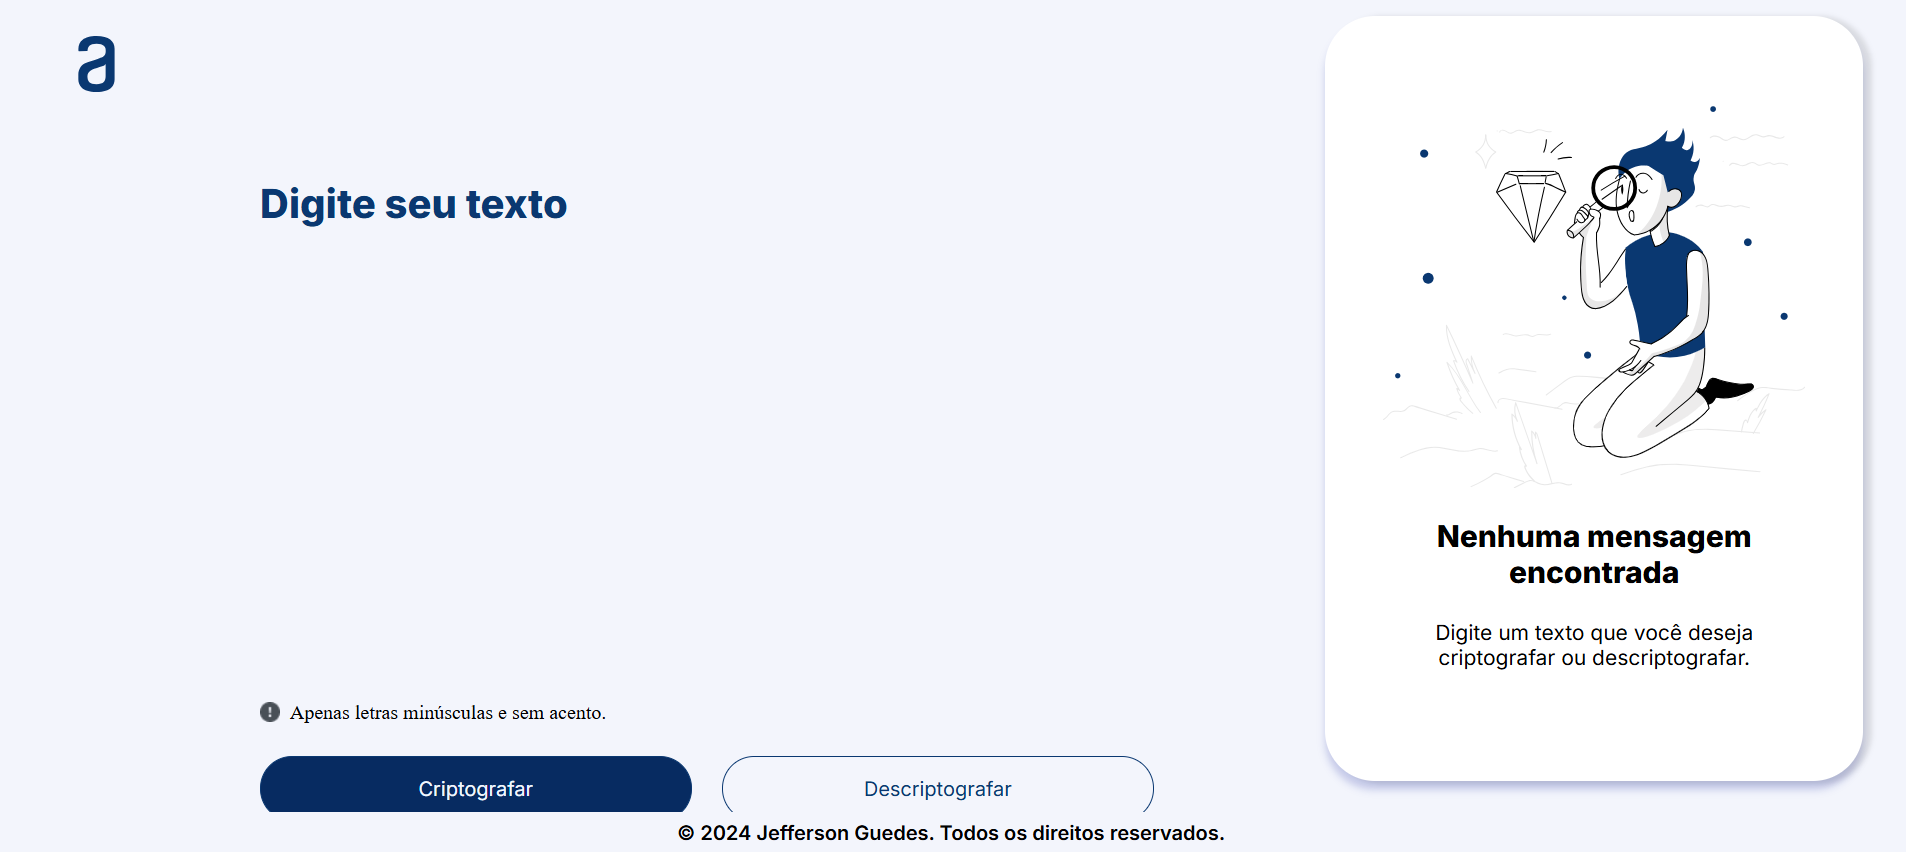 a
Digite seu texto
Apenas letras minúsculas e sem acento.
Criptografar
Descriptografar
Nenhuma mensagem
encontrada
Digite um texto que você deseja
criptografar ou descriptografar.
© 2024 Jefferson Guedes. Todos os direitos reservados.